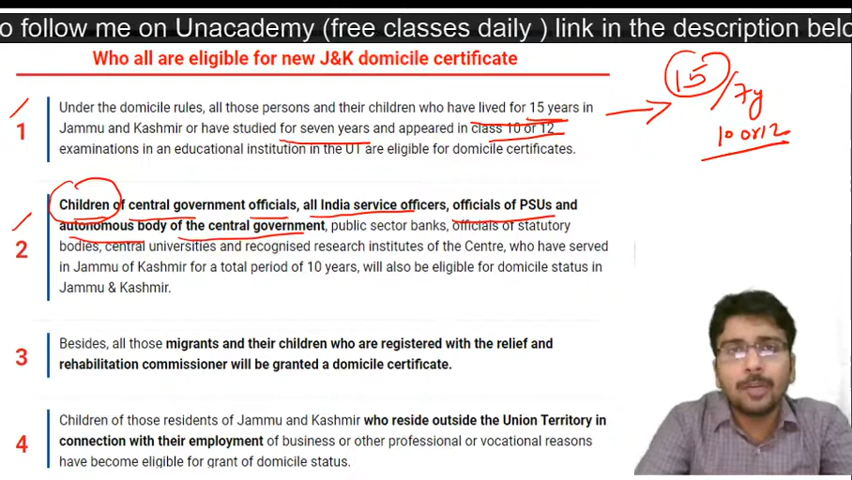 o follow me on Unacademy (free classes daily ) link in the description belo
Who all are eligible for new J&K domicile certificate
15
/7y
10 or 12
1
Under the domicile rules, all those persons and their children who have lived for 15 years in
Jammu and Kashmir or have studied for seven years and appeared in class 10 or 12
examinations in an educational institution in the UT are eligible for domicile certificates.
2
Children of central government officials, all India service officers, officials of PSUs and
autonomous body of the central government, public sector banks, officials of statutory
bodies, central universities and recognised research institutes of the Centre, who have served
in Jammu of Kashmir for a total period of 10 years, will also be eligible for domicile status in
Jammu & Kashmir.
3
Besides, all those migrants and their children who are registered with the relief and
rehabilitation commissioner will be granted a domicile certificate.
4
Children of those residents of Jammu and Kashmir who reside outside the Union Territory in
connection with their employment of business or other professional or vocational reasons
have become eligible for grant of domicile status.